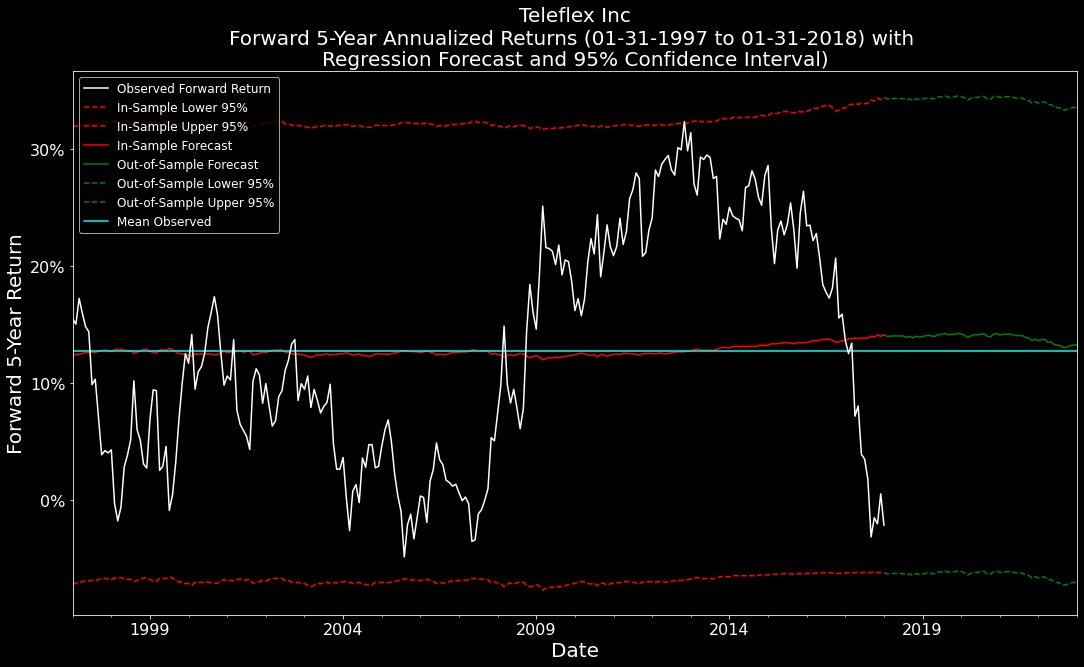 Teleflex Inc
Forward 5-Year Annualized Returns (01-31-1997 to 01-31-2018) with
Regression Forecast and 95% Confidence Interval)
Observed Forward Return
In-Sample Lower 95%
In-Sample Upper 95%
In-Sample Forecast
Out-of-Sample Forecast
Out-of-Sample Lower 95%
Out-of-Sample Upper 95%
Mean Observed
Forward 5-Year Return
30%
20%
10%
0%
1999 2004 2009 2014 2019
Date